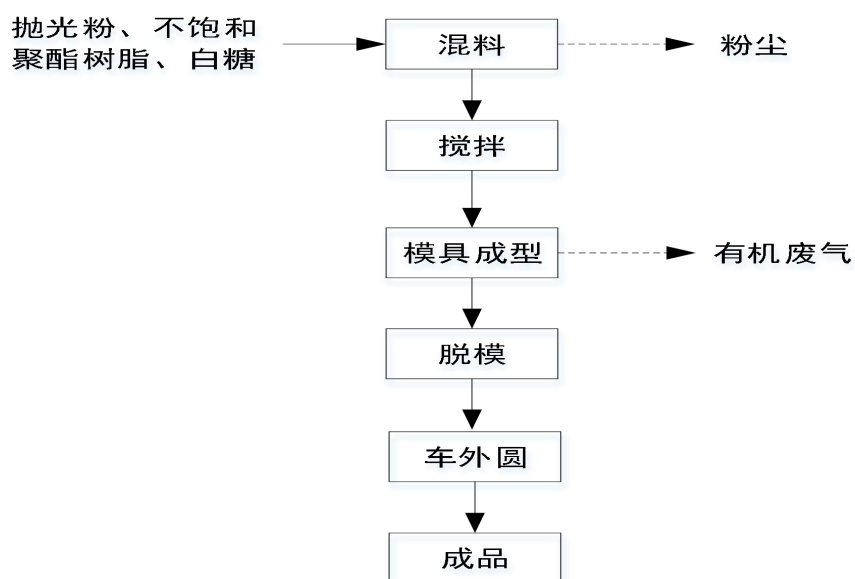 抛光粉、不饱和
聚酯树脂、白糖
混料
粉尘
搅拌
模具成型
有机废气
脱模
车外圆
成品